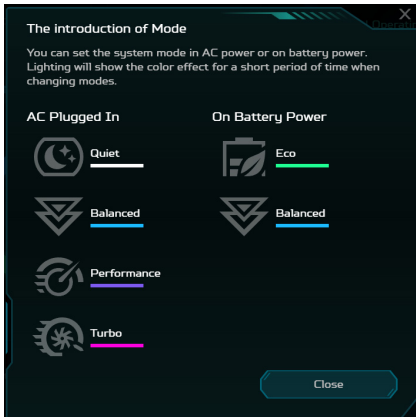 The introduction of Mode
You can set the system mode in AC power or on battery power.
Lighting will show the color effect for a short period of time when
changing modes.
AC Plugged In
On Battery Power
Quiet
Eco
Balanced
Balanced
Performance
Turbo
Close